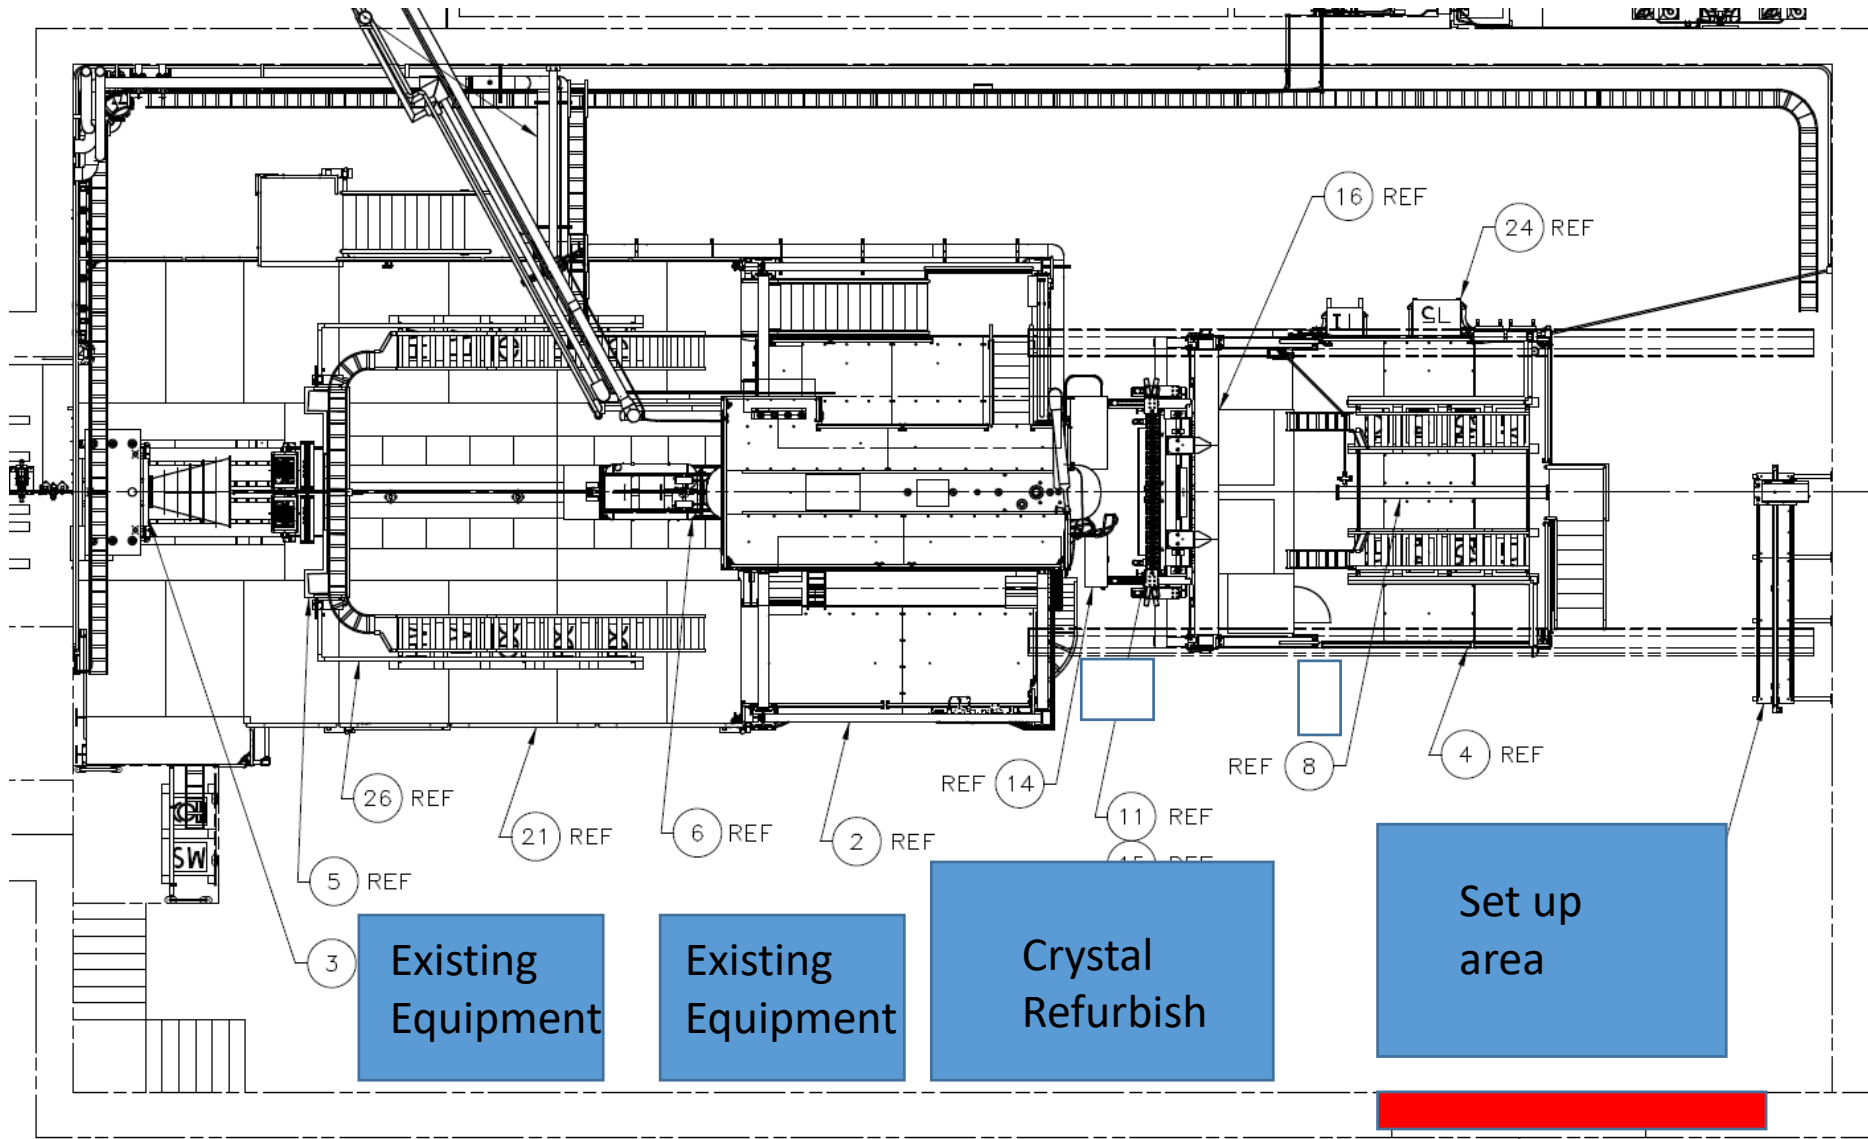 16 REF
24 REF
SL
11
REF 14
REF 8
4 REF
26 REF
21 REF
6 REF
2 REF
11 REF
5 REF
SW
3
Existing
Equipment
Existing
Equipment
Crystal
Refurbish
Set up
area